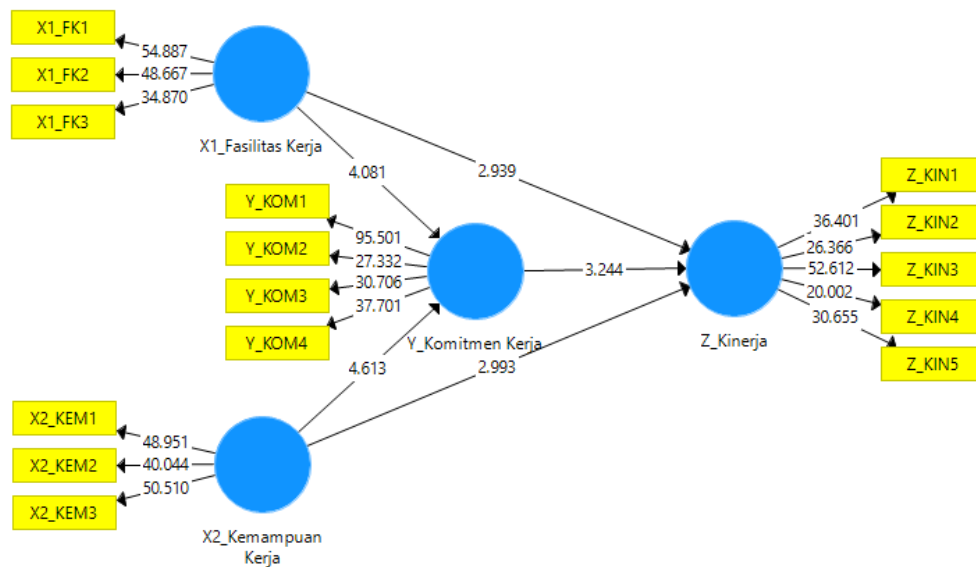 X1_FK1
X1_FK2
X1_FK3
54.887
48.667
34.870
X1_Fasilitas Kerja
4.081
2.939
Y_KOM1
Y_KOM2
Y_KOM3
Y_KOM4
95.501
27.332
30.706
37.701
Y_Komitmen Kerja
3.244
Z_KIN1
Z_KIN2
Z_KIN3
Z_KIN4
Z_KIN5
36.401
26.366
52.612
20.002
30.655
Z_Kinerja
4.613
2.993
X2_KEM1
X2_KEM2
X2_KEM3
48.951
40.044
50.510
X2_Kemampuan
Kerja